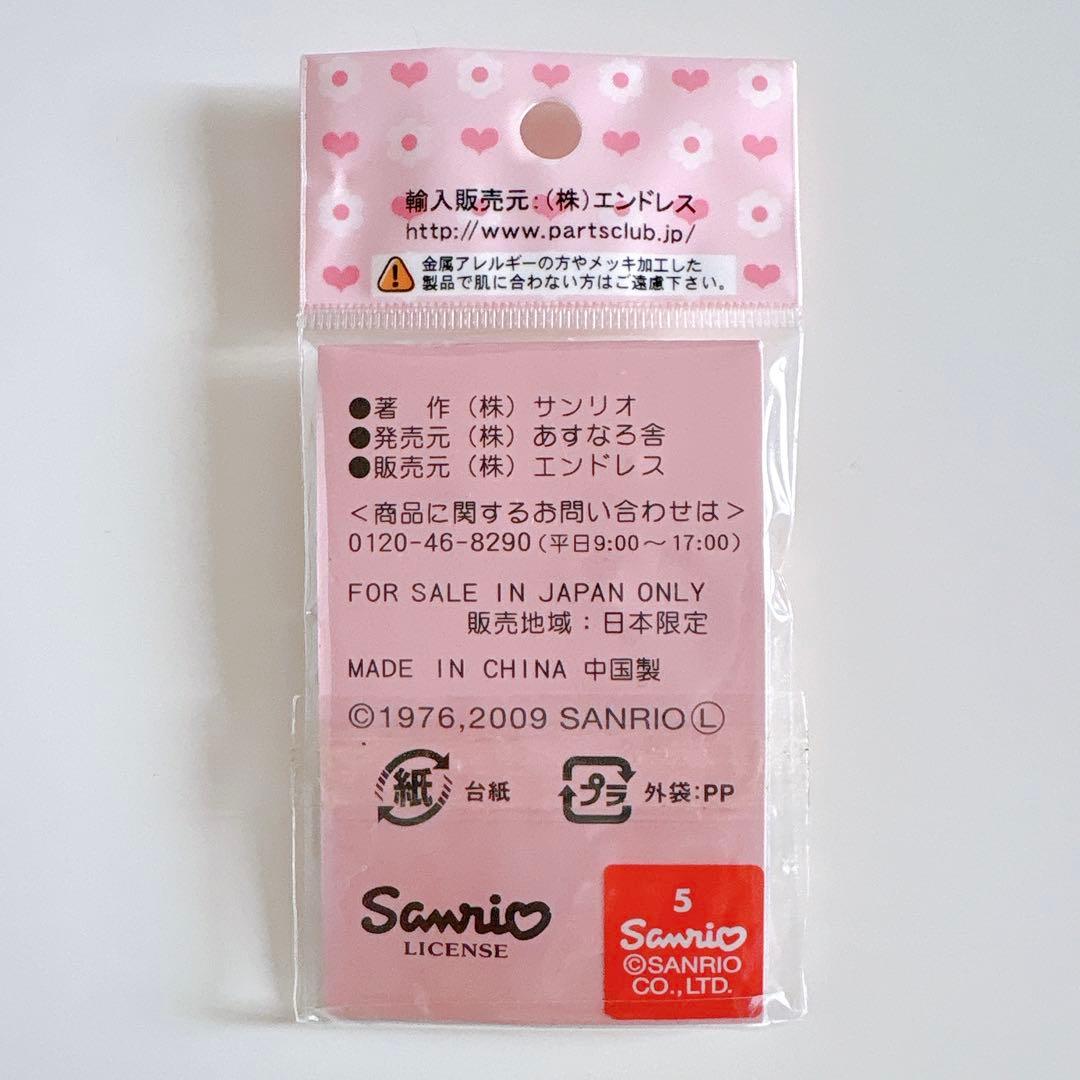 輸入販売元:(株)エンドレス
http://www.partsclub.jp/
金属アレルギーの方やメッキ加工した
製品で肌に合わない方はご遠慮下さい。
●著　作(株)サンリオ
●発売元(株)あすなろ舎
●販売元(株)エンドレス
<商品に関するお問い合わせは>
0120-46-8290(平日9:00～17:00)
FOR SALE IN JAPAN ONLY
販売地域:日本限定
MADE IN CHINA 中国製
©1976,2009 SANRIO Ⓛ
紙 台紙
プラ 外袋:PP
Sanrio
LICENSE
5
Sanrio
©SANRIO
CO.,LTD.